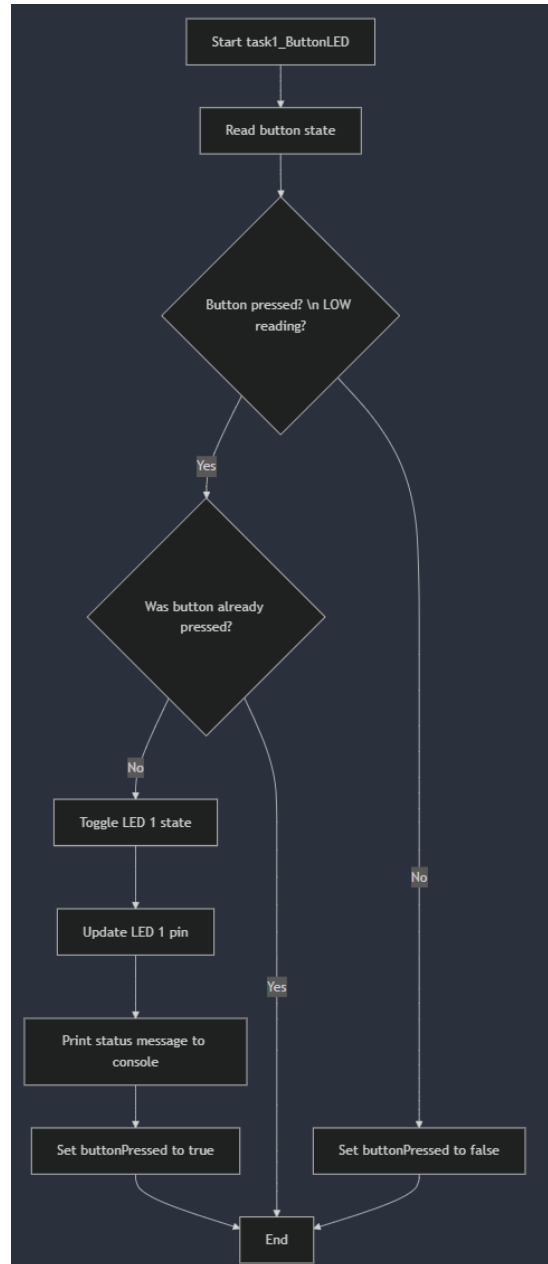 Start task1_ButtonLED
Read button state
Button pressed? \n LOW
reading?
Yes
Was button already
pressed?
No
Toggle LED 1 state
Update LED 1 pin
No
Yes
Print status message to
console
Set buttonPressed to true
Set buttonPressed to false
End